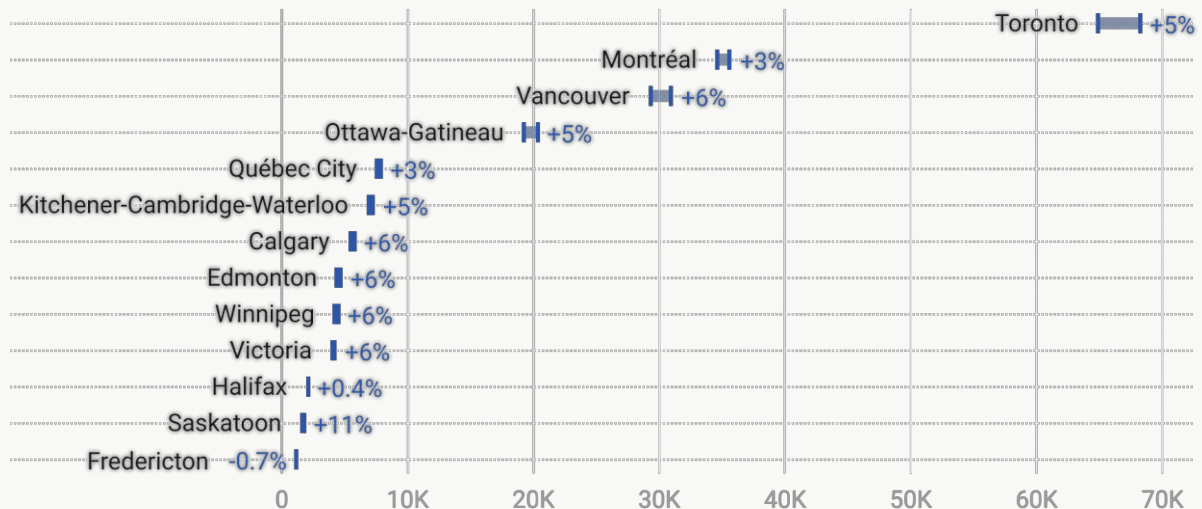 Toronto +5%
Montréal +3%
Vancouver +6%
Ottawa-Gatineau +5%
Québec City +3%
Kitchener-Cambridge-Waterloo +5%
Calgary +6%
Edmonton +6%
Winnipeg +6%
Victoria +6%
Halifax +0.4%
Saskatoon +11%
Fredericton -0.7%
0 10K 20K 30K 40K 50K 60K 70K